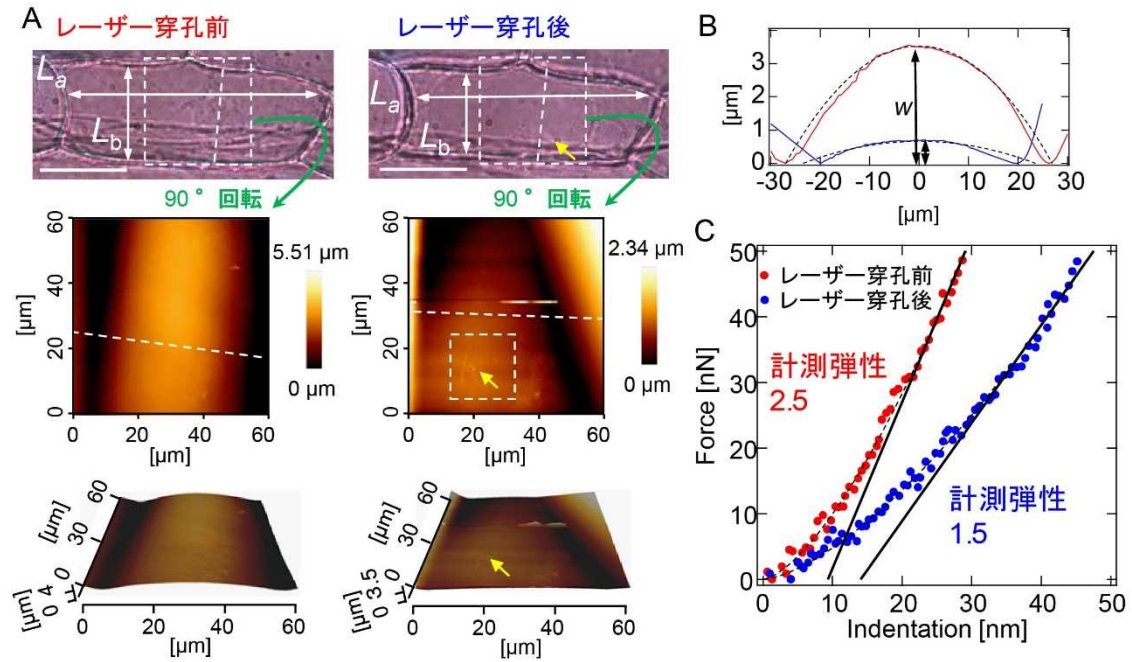 A
レーザー穿孔前
レーザー穿孔後
La
Lb
La
Lb
90° 回転
90° 回転
60
40
20
0
[μm]
0 20 40 60
[μm]
5.51 μm
0 μm
60
40
20
0
[μm]
0 20 40 60
[μm]
2.34 μm
0 μm
60
30
0
[μm]
4
0
[μm]
0 20 40 60
[μm]
60
30
0
[μm]
3.5
0
[μm]
0 20 40 60
[μm]
B
3
2
1
0
[μm]
w
-30 -20 -10 0 10 20 30
[μm]
C
50
40
30
20
10
0
Force [nN]
レーザー穿孔前
レーザー穿孔後
計測弾性
2.5
計測弾性
1.5
0 10 20 30 40 50
Indentation [nm]